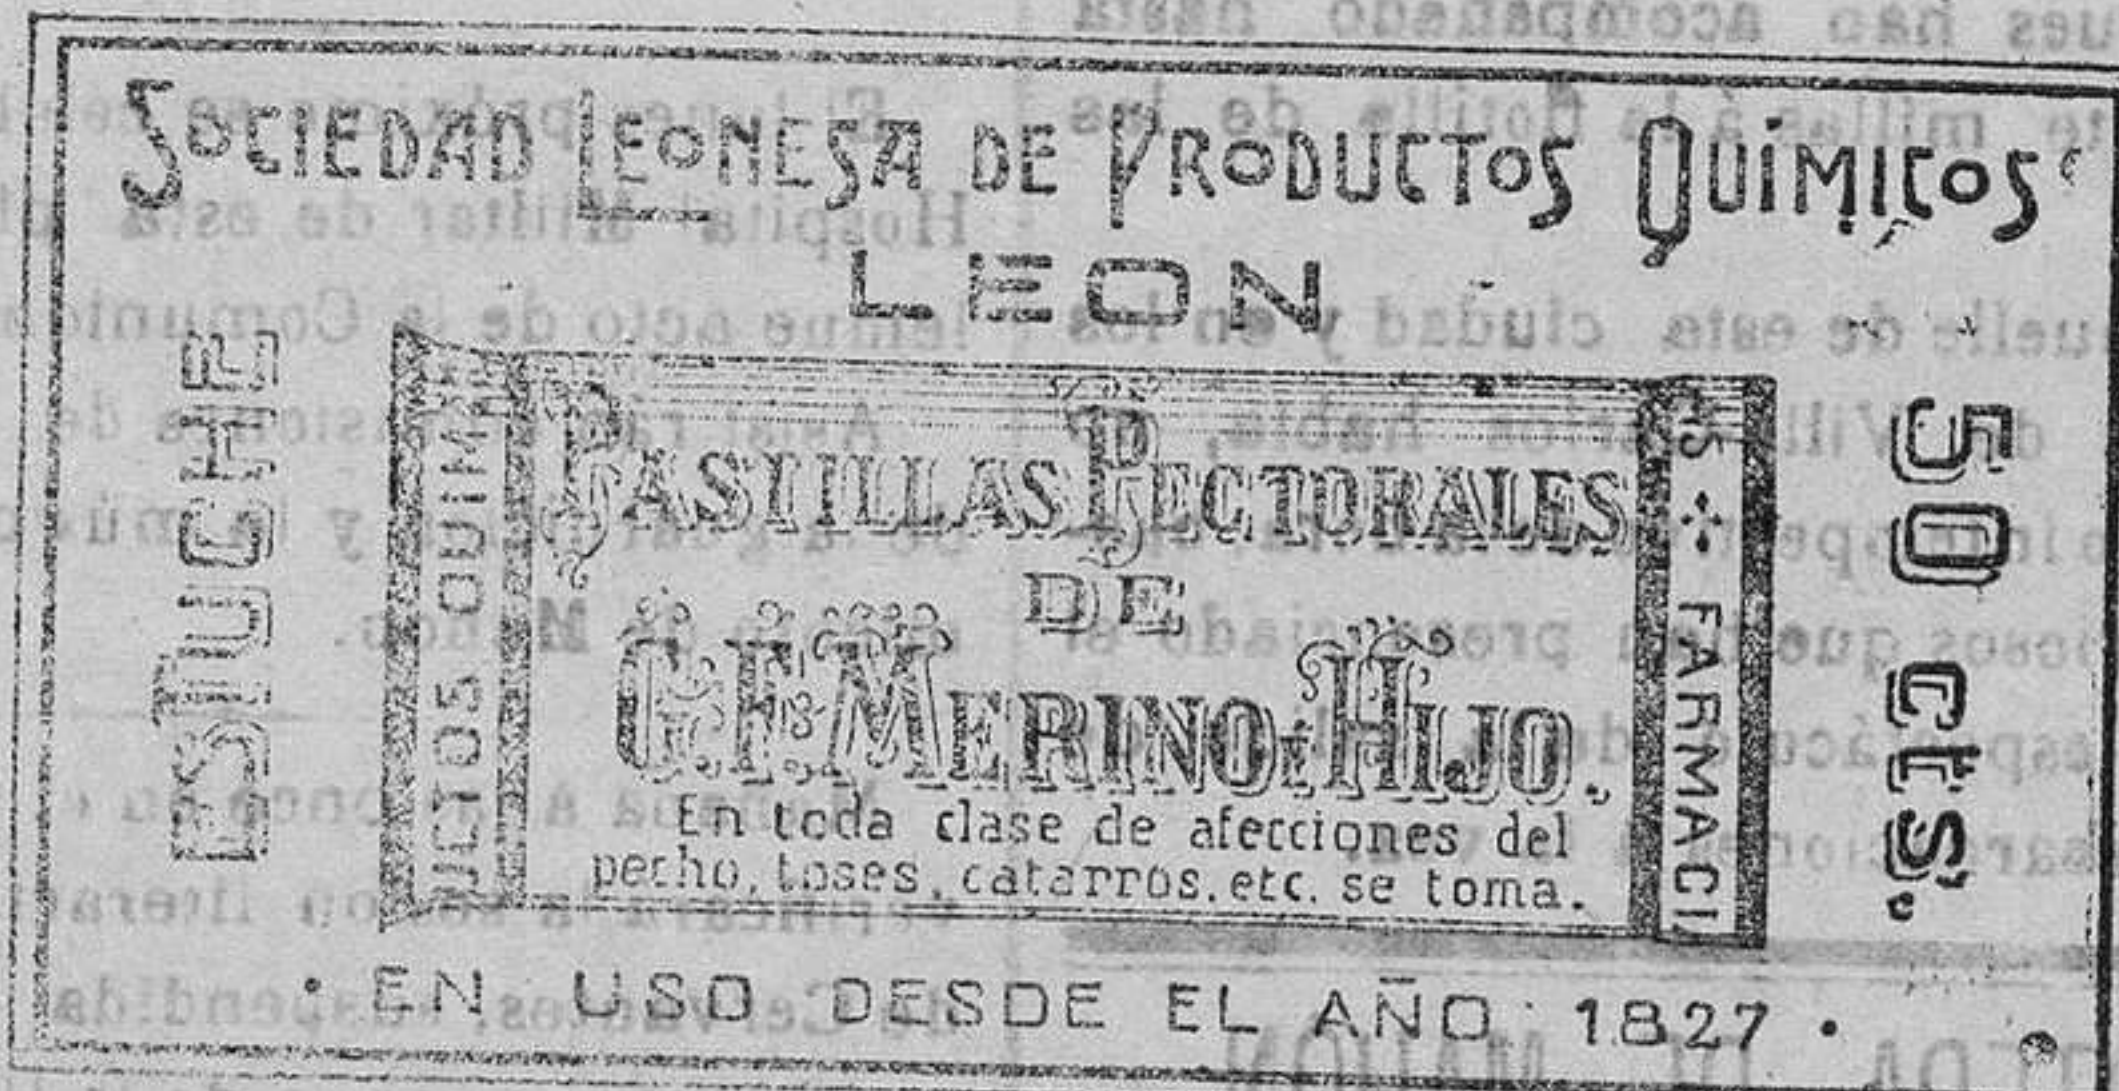 SOCIEDAD LEONESA DE PRODUCTOS QUÍMICOS
LEON
ESTUCHE
UCTOS QUIM
PASTILLAS PECTORALES
DE
G. F. MERINO É HIJO.
En toda clase de afecciones del
pecho, toses, catarros, etc. se toma.
FARMACI
50 cts.
• EN USO DESDE EL AÑO 1827 •